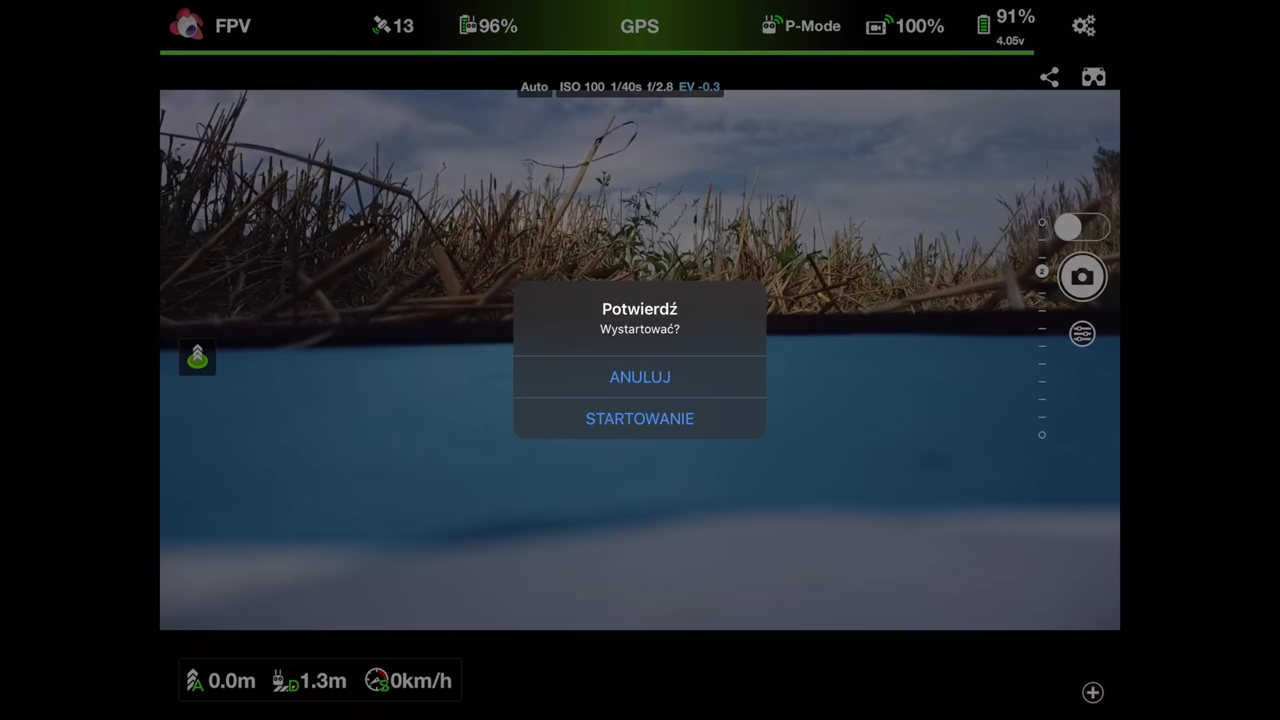 FPV
13
96%
GPS
P-Mode
100%
91%
4.05v
Auto ISO 100 1/40s f/2.8 EV -0.3
2
Potwierdź
Wystartować?
ANULUJ
STARTOWANIE
A 0.0m D 1.3m S 0km/h